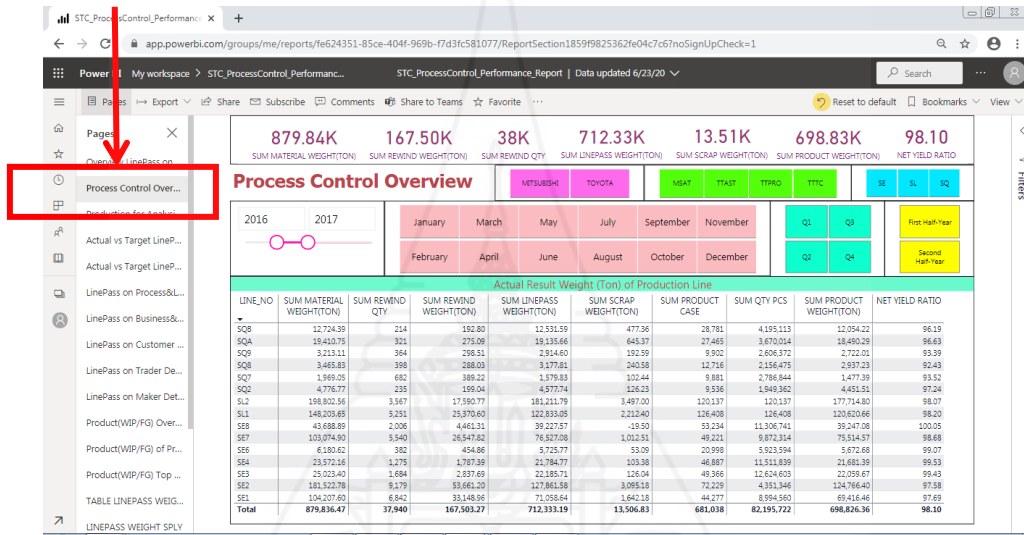 STC_ProcessControl_Performanc
app.powerbi.com/groups/me/reports/fe624351-85ce-404f-969b-f7d3fc581077/ReportSection1859f9825362fe04c7c6?noSignUpCheck=1
Power BI My workspace > STC_ProcessControl_Performanc... STC_ProcessControl_Performance_Report | Data updated 6/23/20 Search
Pages Export Share Subscribe Comments Share to Teams Favorite ... Reset to default Bookmarks View
Pages
Overview LinePass on
Process Control Over...
Production for Analysi
Actual vs Target LineP...
Actual vs Target LineP...
LinePass on Process&L...
LinePass on Business&...
LinePass on Customer ...
LinePass on Trader De...
LinePass on Maker Det...
Product(WIP/FG) Over...
Product(WIP/FG) of Pr...
Product(WIP/FG) Top ...
TABLE LINEPASS WEIG...
LINEPASS WEIGHT SPLY
879.84K 167.50K 38K 712.33K 13.51K 698.83K 98.10
SUM MATERIAL WEIGHT(TON) SUM REWIND WEIGHT(TON) SUM REWIND QTY SUM LINEPASS WEIGHT(TON) SUM SCRAP WEIGHT(TON) SUM PRODUCT WEIGHT(TON) NET YIELD RATIO
Process Control Overview MITSUBISHI TOYOTA MSAT TTAST TTPRO TTTC SE SL SQ
2016 2017
January March May July September November Q1 Q3 First Half-Year
February April June August October December Q2 Q4 Second Half-Year
Actual Result Weight (Ton) of Production Line
LINE_NO SUM MATERIAL WEIGHT(TON) SUM REWIND QTY SUM REWIND WEIGHT(TON) SUM LINEPASS WEIGHT(TON) SUM SCRAP WEIGHT(TON) SUM PRODUCT CASE SUM QTY PCS SUM PRODUCT WEIGHT(TON) NET YIELD RATIO
SQB 12,724.39 214 192.80 12,531.59 477.36 28,781 4,195,113 12,054.22 96.19
SQA 19,410.75 321 275.09 19,135.66 645.37 27,465 3,670,014 18,490.29 96.63
SQ9 3,213.11 364 298.51 2,914.60 192.59 9,902 2,606,372 2,722.01 93.39
SQ8 3,465.83 398 288.03 3,177.81 240.58 12,716 2,156,475 2,937.23 92.43
SQ7 1,969.05 682 389.22 1,579.83 102.44 9,881 2,786,844 1,477.39 93.52
SQ2 4,776.77 235 199.04 4,577.74 126.23 9,536 1,949,362 4,451.51 97.24
SL2 198,802.56 3,567 17,590.77 181,211.79 3,497.00 120,137 120,137 177,714.80 98.07
SL1 148,203.65 5,251 25,370.60 122,833.05 2,212.40 126,408 126,408 120,620.66 98.20
SE8 43,688.89 2,006 4,461.31 39,227.57 -19.50 53,234 11,306,741 39,247.08 100.05
SE7 103,074.90 5,540 26,547.82 76,527.08 1,012.51 49,221 9,872,314 75,514.57 98.68
SE6 6,180.62 382 454.86 5,725.77 53.09 20,998 5,923,594 5,672.68 99.07
SE4 23,572.16 1,275 1,787.39 21,784.77 103.38 46,887 11,511,839 21,681.39 99.53
SE3 25,023.40 1,684 2,837.69 22,185.71 126.04 49,366 12,624,603 22,059.67 99.43
SE2 181,522.78 9,179 53,661.20 127,861.58 3,095.18 72,229 4,351,346 124,766.40 97.58
SE1 104,207.60 6,842 33,148.96 71,058.64 1,642.18 44,277 8,994,560 69,416.46 97.69
Total 879,836.47 37,940 167,503.27 712,333.19 13,506.83 681,038 82,195,722 698,826.36 98.10
Filters